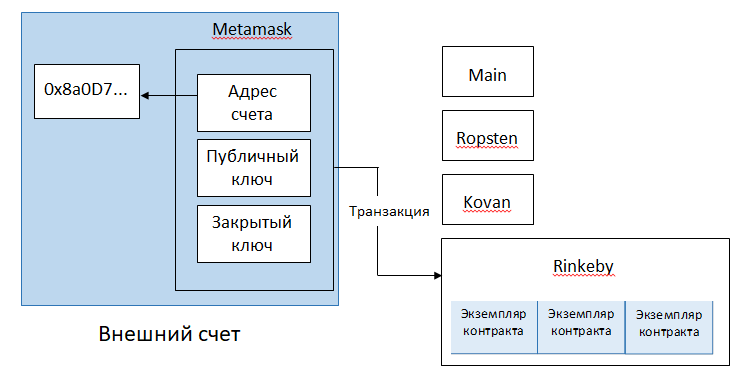 Metamask
0x8a0D7...
Адрес
счета
Публичный
ключ
Закрытый
ключ
Внешний счет
Транзакция
Main
Ropsten
Kovan
Rinkeby
Экземпляр
контракта
Экземпляр
контракта
Экземпляр
контракта